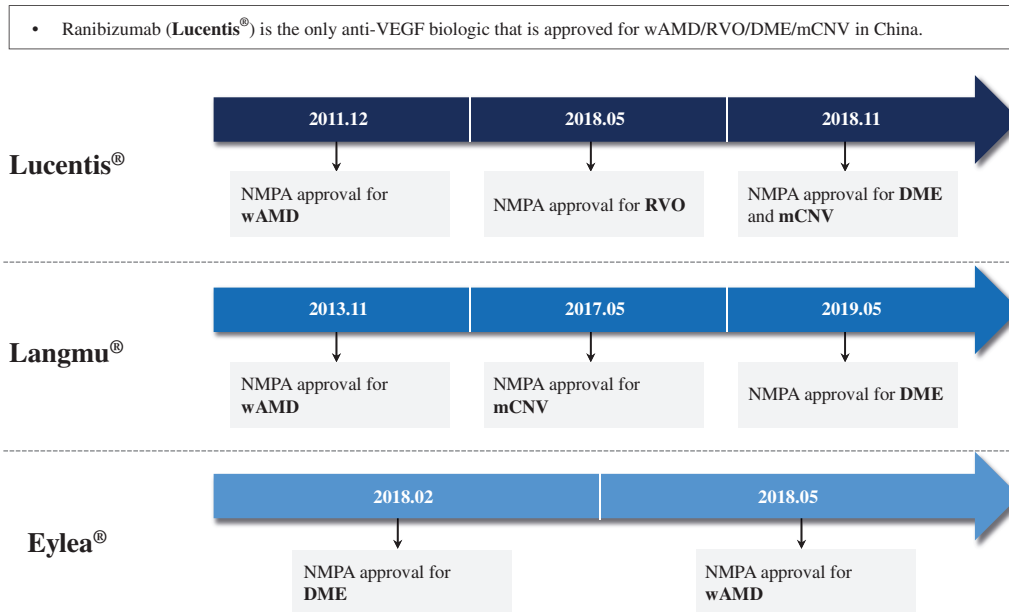 • Ranibizumab (Lucentis®) is the only anti-VEGF biologic that is approved for wAMD/RVO/DME/mCNV in China.
Lucentis®
2011.12
2018.05
2018.11
NMPA approval for
wAMD
NMPA approval for RVO
NMPA approval for DME
and mCNV
Langmu®
2013.11
2017.05
2019.05
NMPA approval for
wAMD
NMPA approval for
mCNV
NMPA approval for DME
Eylea®
2018.02
2018.05
NMPA approval for
DME
NMPA approval for
wAMD